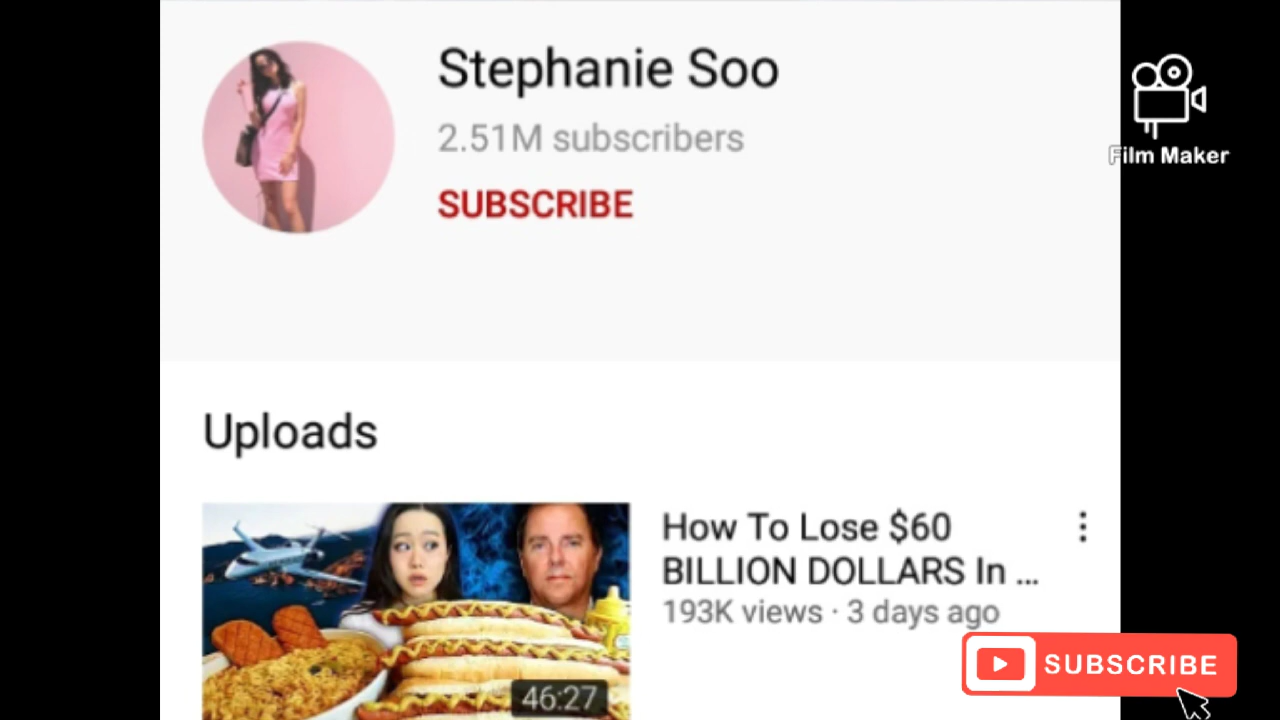 Stephanie Soo
2.51M subscribers
SUBSCRIBE
Film Maker
Uploads
How To Lose $60
BILLION DOLLARS In ...
193K views · 3 days ago
46:27
SUBSCRIBE